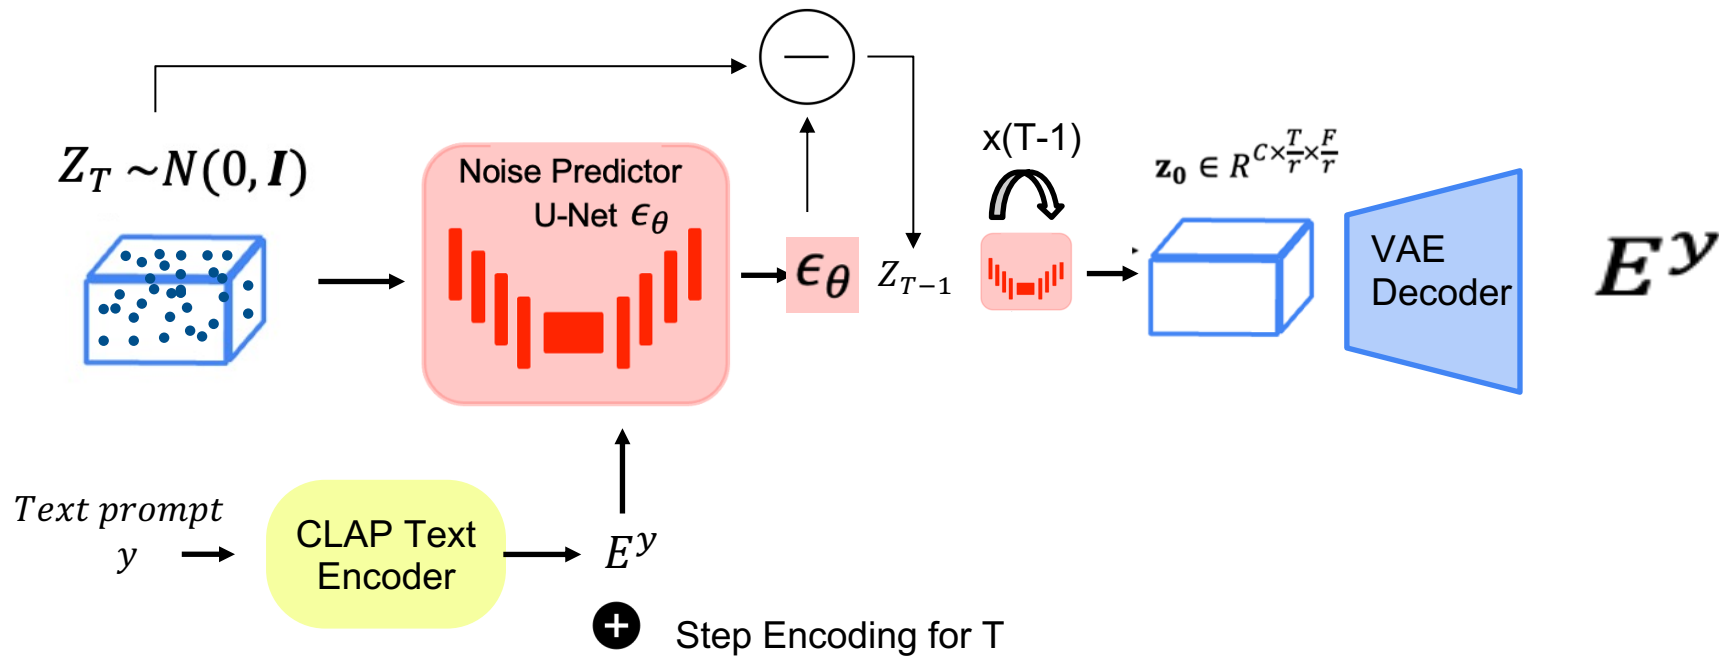 Z_T ~N(0, I)
Noise Predictor
U-Net ϵ_θ
ϵ_θ
Z_{T−1}
x(T-1)
z_0 ∈ R^{C×T/r×F/r}
VAE
Decoder
E^y
Text prompt
y
CLAP Text
Encoder
E^y
+
Step Encoding for T